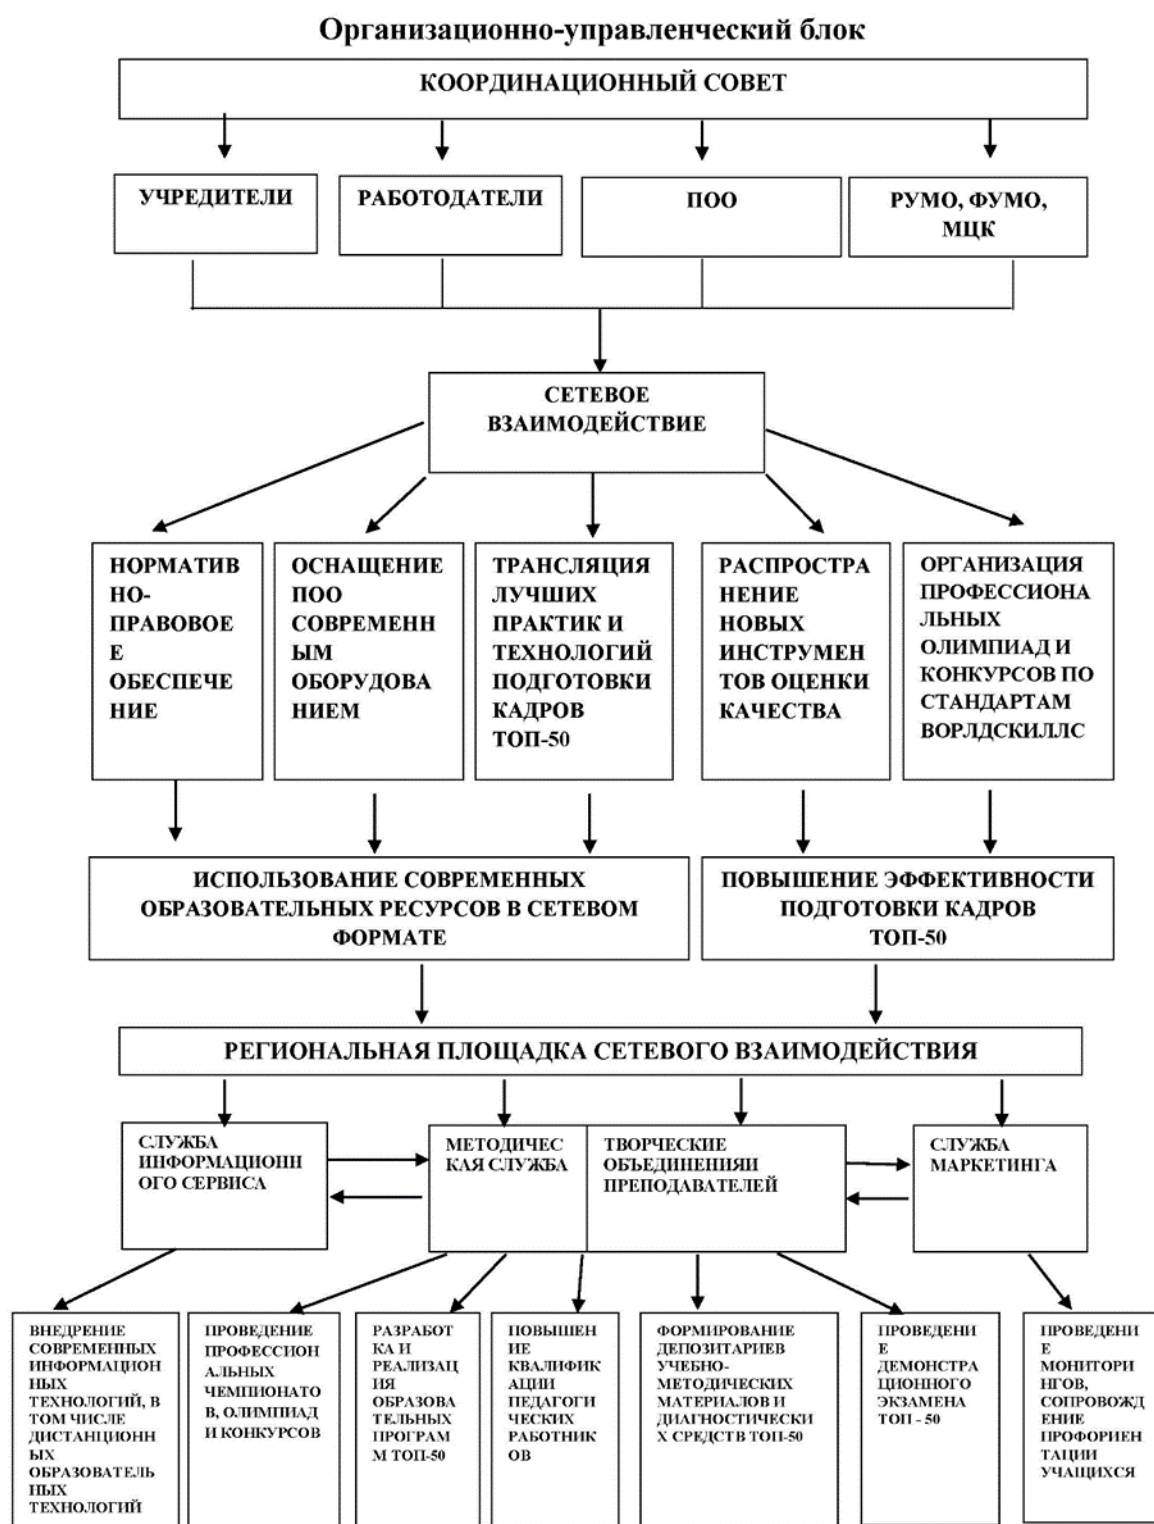 Организационно-управленческий блок
КООРДИНАЦИОННЫЙ СОВЕТ
УЧРЕДИТЕЛИ
РАБОТОДАТЕЛИ
ПОО
РУМО, ФУМО,
МЦК
СЕТЕВОЕ
ВЗАИМОДЕЙСТВИЕ
НОРМАТИВ
НО-
ПРАВОВОЕ
Е
ОБЕСПЕЧЕ
НИЕ
ОСНАЩЕНИЕ
ПОО
СОВРЕМЕНН
ЫМ
ОБОРУДОВА
НИЕМ
ТРАНСЛЯЦИЯ
ЛУЧШИХ
ПРАКТИК И
ТЕХНОЛОГИЙ
ПОДГОТОВКИ
КАДРОВ
ТОП-50
РАСПРОСТРА
НЕНИЕ
НОВЫХ
ИНСТРУМЕН
ТОВ ОЦЕНКИ
КАЧЕСТВА
ОРГАНИЗАЦИЯ
ПРОФЕССИОНА
ЛЬНЫХ
ОЛИМПИАД И
КОНКУРСОВ ПО
СТАНДАРТАМ
ВОРЛДСКИЛЛС
ИСПОЛЬЗОВАНИЕ СОВРЕМЕННЫХ
ОБРАЗОВАТЕЛЬНЫХ РЕСУРСОВ В СЕТЕВОМ
ФОРМАТЕ
ПОВЫШЕНИЕ ЭФФЕКТИВНОСТИ
ПОДГОТОВКИ КАДРОВ
ТОП-50
РЕГИОНАЛЬНАЯ ПЛОЩАДКА СЕТЕВОГО ВЗАИМОДЕЙСТВИЯ
СЛУЖБА
ИНФОРМАЦИОНН
ОГО СЕРВИСА
МЕТОДИЧЕС
КАЯ СЛУЖБА
ТВОРЧЕСКИЕ
ОБЪЕДИНЕННИЯИ
ПРЕПОДАВАТЕЛЕЙ
СЛУЖБА
МАРКЕТИНГА
ВНЕДРЕНИЕ
СОВРЕМЕННЫХ
ИНФОРМАЦИОН
НЫХ
ТЕХНОЛОГИЙ, В
ТОМ ЧИСЛЕ
ДИСТАНЦИОНН
ЫХ
ОБРАЗОВАТЕЛЬ
НЫХ
ТЕХНОЛОГИЙ
ПРОВЕДЕНИЕ
ПРОФЕССИОН
АЛЬНЫХ
ЧЕМПИОНАТО
В, ОЛИМПИАД
И КОНКУРСОВ
РАЗРАБОТ
КА И
РЕАЛИЗАЦ
ИЯ
ОБРАЗОВА
ТЕЛЬНЫХ
ПРОГРАМ
М ТОП-50
ПОВЫШЕН
ИЕ
КВАЛИФИК
АЦИИ
ПЕДАГОГИ
ЧЕСКИХ
РАБОТНИК
ОВ
ФОРМИРОВАНИЕ
ДЕПОЗИТАРИЕВ
УЧЕБНО-
МЕТОДИЧЕСКИХ
МАТЕРИАЛОВ И
ДИАГНОСТИЧЕСКИ
Х СРЕДСТВ ТОП-50
ПРОВЕДЕНИ
Е
ДЕМОНСТРА
ЦИОННОГО
ЭКЗАМЕНА
ТОП - 50
ПРОВЕДЕНИ
Е
МОНИТОРИ
НГОВ,
СОПРОВОЖД
ЕНИЕ
ПРОФОРИЕН
ТАЦИИ
УЧАЩИХСЯ